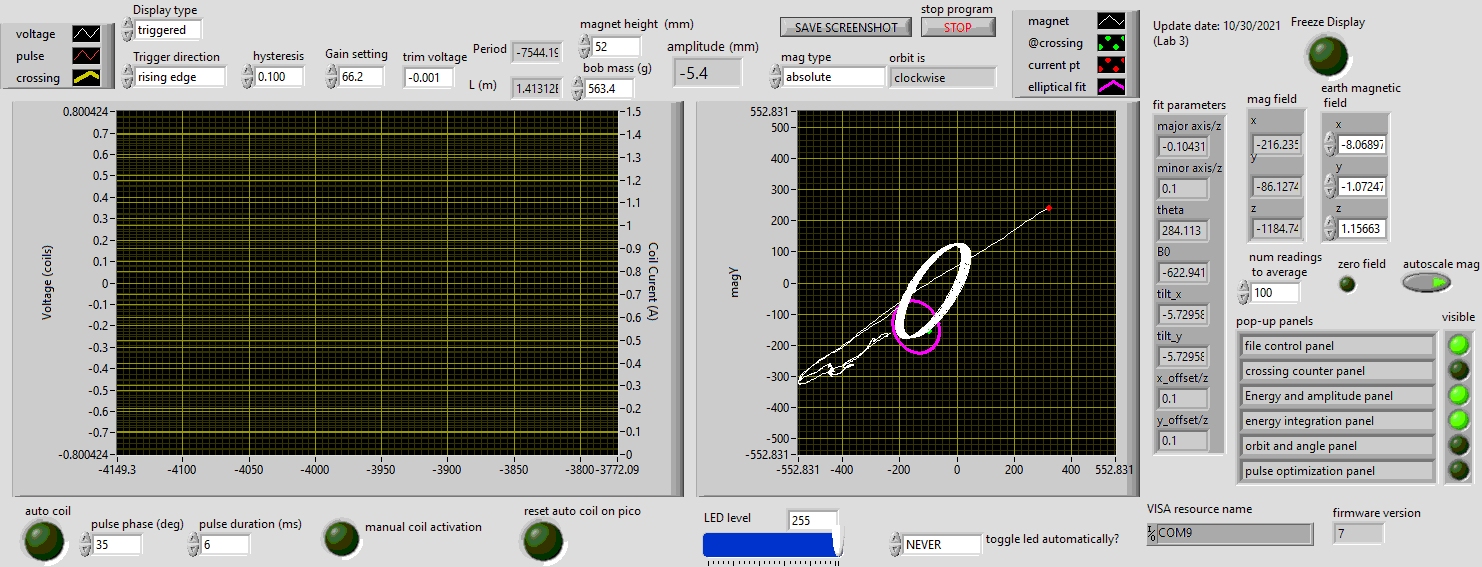 voltage
pulse
crossing
Display type
triggered
Trigger direction
rising edge
hysteresis
0.100
Gain setting
66.2
trim voltage
-0.001
Period
-7544.19
L (m)
1.41312E
magnet height (mm)
52
bob mass (g)
563.4
amplitude (mm)
-5.4
SAVE SCREENSHOT
stop program
STOP
mag type
absolute
orbit is
clockwise
magnet
@crossing
current pt
elliptical fit
Update date: 10/30/2021
(Lab 3)
Freeze Display
0.800424
0.7
0.6
0.5
0.4
0.3
0.2
0.1
0
-0.1
-0.2
-0.3
-0.4
-0.5
-0.6
-0.7
-0.800424
Voltage (coils)
-4149.3
-4100
-4050
-4000
-3950
-3900
-3850
-3800
-3772.09
1.5
1.4
1.3
1.2
1.1
1
0.9
0.8
0.7
0.6
0.5
0.4
0.3
0.2
0.1
0
Coil Curent (A)
552.831
500
400
300
200
100
0
-100
-200
-300
-400
-500
-552.831
magY
-552.831
-400
-200
0
200
400
552.831
fit parameters
major axis/z
-0.10431
minor axis/z
0.1
theta
284.113
B0
-622.941
tilt_x
-5.72958
tilt_y
-5.72958
x_offset/z
0.1
y_offset/z
0.1
mag field
x
-216.235
y
-86.1274
z
-1184.74
earth magnetic
field
x
-8.06897
y
-1.07247
z
1.15663
num readings
to average
100
zero field
autoscale mag
pop-up panels
visible
file control panel
crossing counter panel
Energy and amplitude panel
energy integration panel
orbit and angle panel
pulse optimization panel
auto coil
pulse phase (deg)
35
pulse duration (ms)
6
manual coil activation
reset auto coil on pico
LED level
255
NEVER
toggle led automatically?
VISA resource name
COM9
firmware version
7